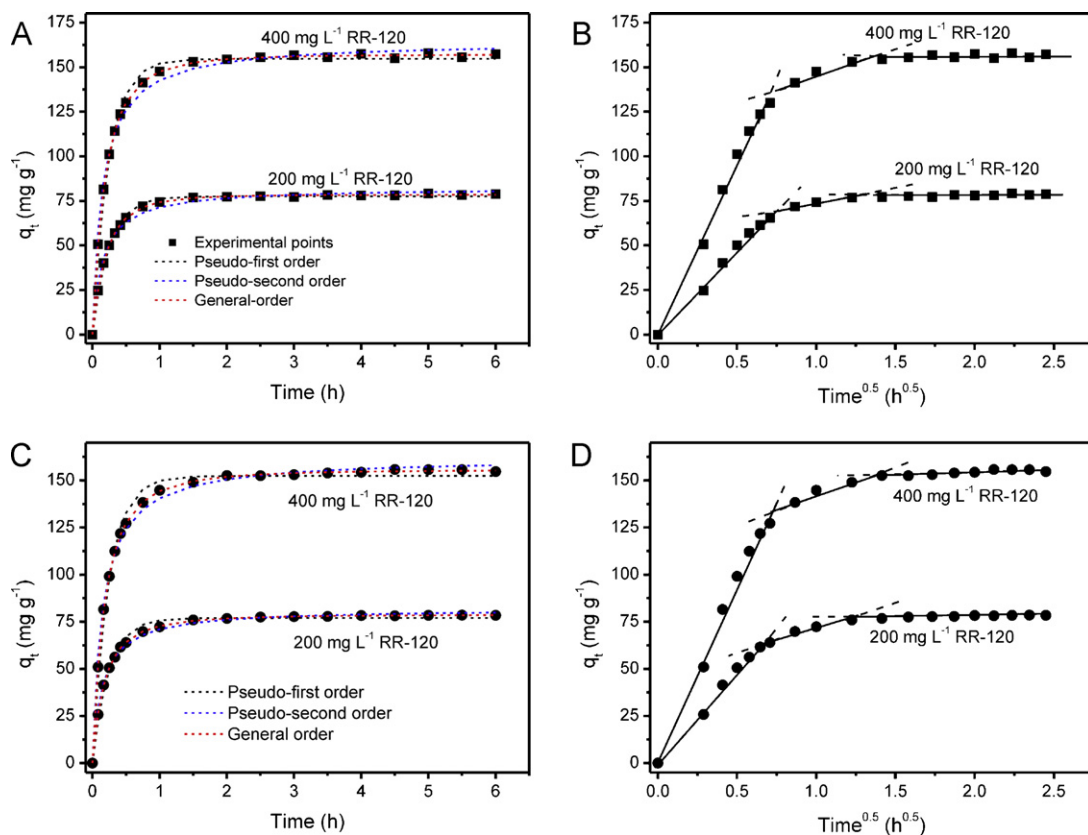 A
175
150
125
100
75
50
25
0
q_t (mg g⁻¹)
400 mg L⁻¹ RR-120
200 mg L⁻¹ RR-120
Experimental points
Pseudo-first order
Pseudo-second order
General-order
0 1 2 3 4 5 6
Time (h)
B
175
150
125
100
75
50
25
0
q_t (mg g⁻¹)
400 mg L⁻¹ RR-120
200 mg L⁻¹ RR-120
0.0 0.5 1.0 1.5 2.0 2.5
Time⁰·⁵ (h⁰·⁵)
C
150
125
100
75
50
25
0
q_t (mg g⁻¹)
400 mg L⁻¹ RR-120
200 mg L⁻¹ RR-120
Pseudo-first order
Pseudo-second order
General order
0 1 2 3 4 5 6
Time (h)
D
150
125
100
75
50
25
0
q_t (mg g⁻¹)
400 mg L⁻¹ RR-120
200 mg L⁻¹ RR-120
0.0 0.5 1.0 1.5 2.0 2.5
Time⁰·⁵ (h⁰·⁵)